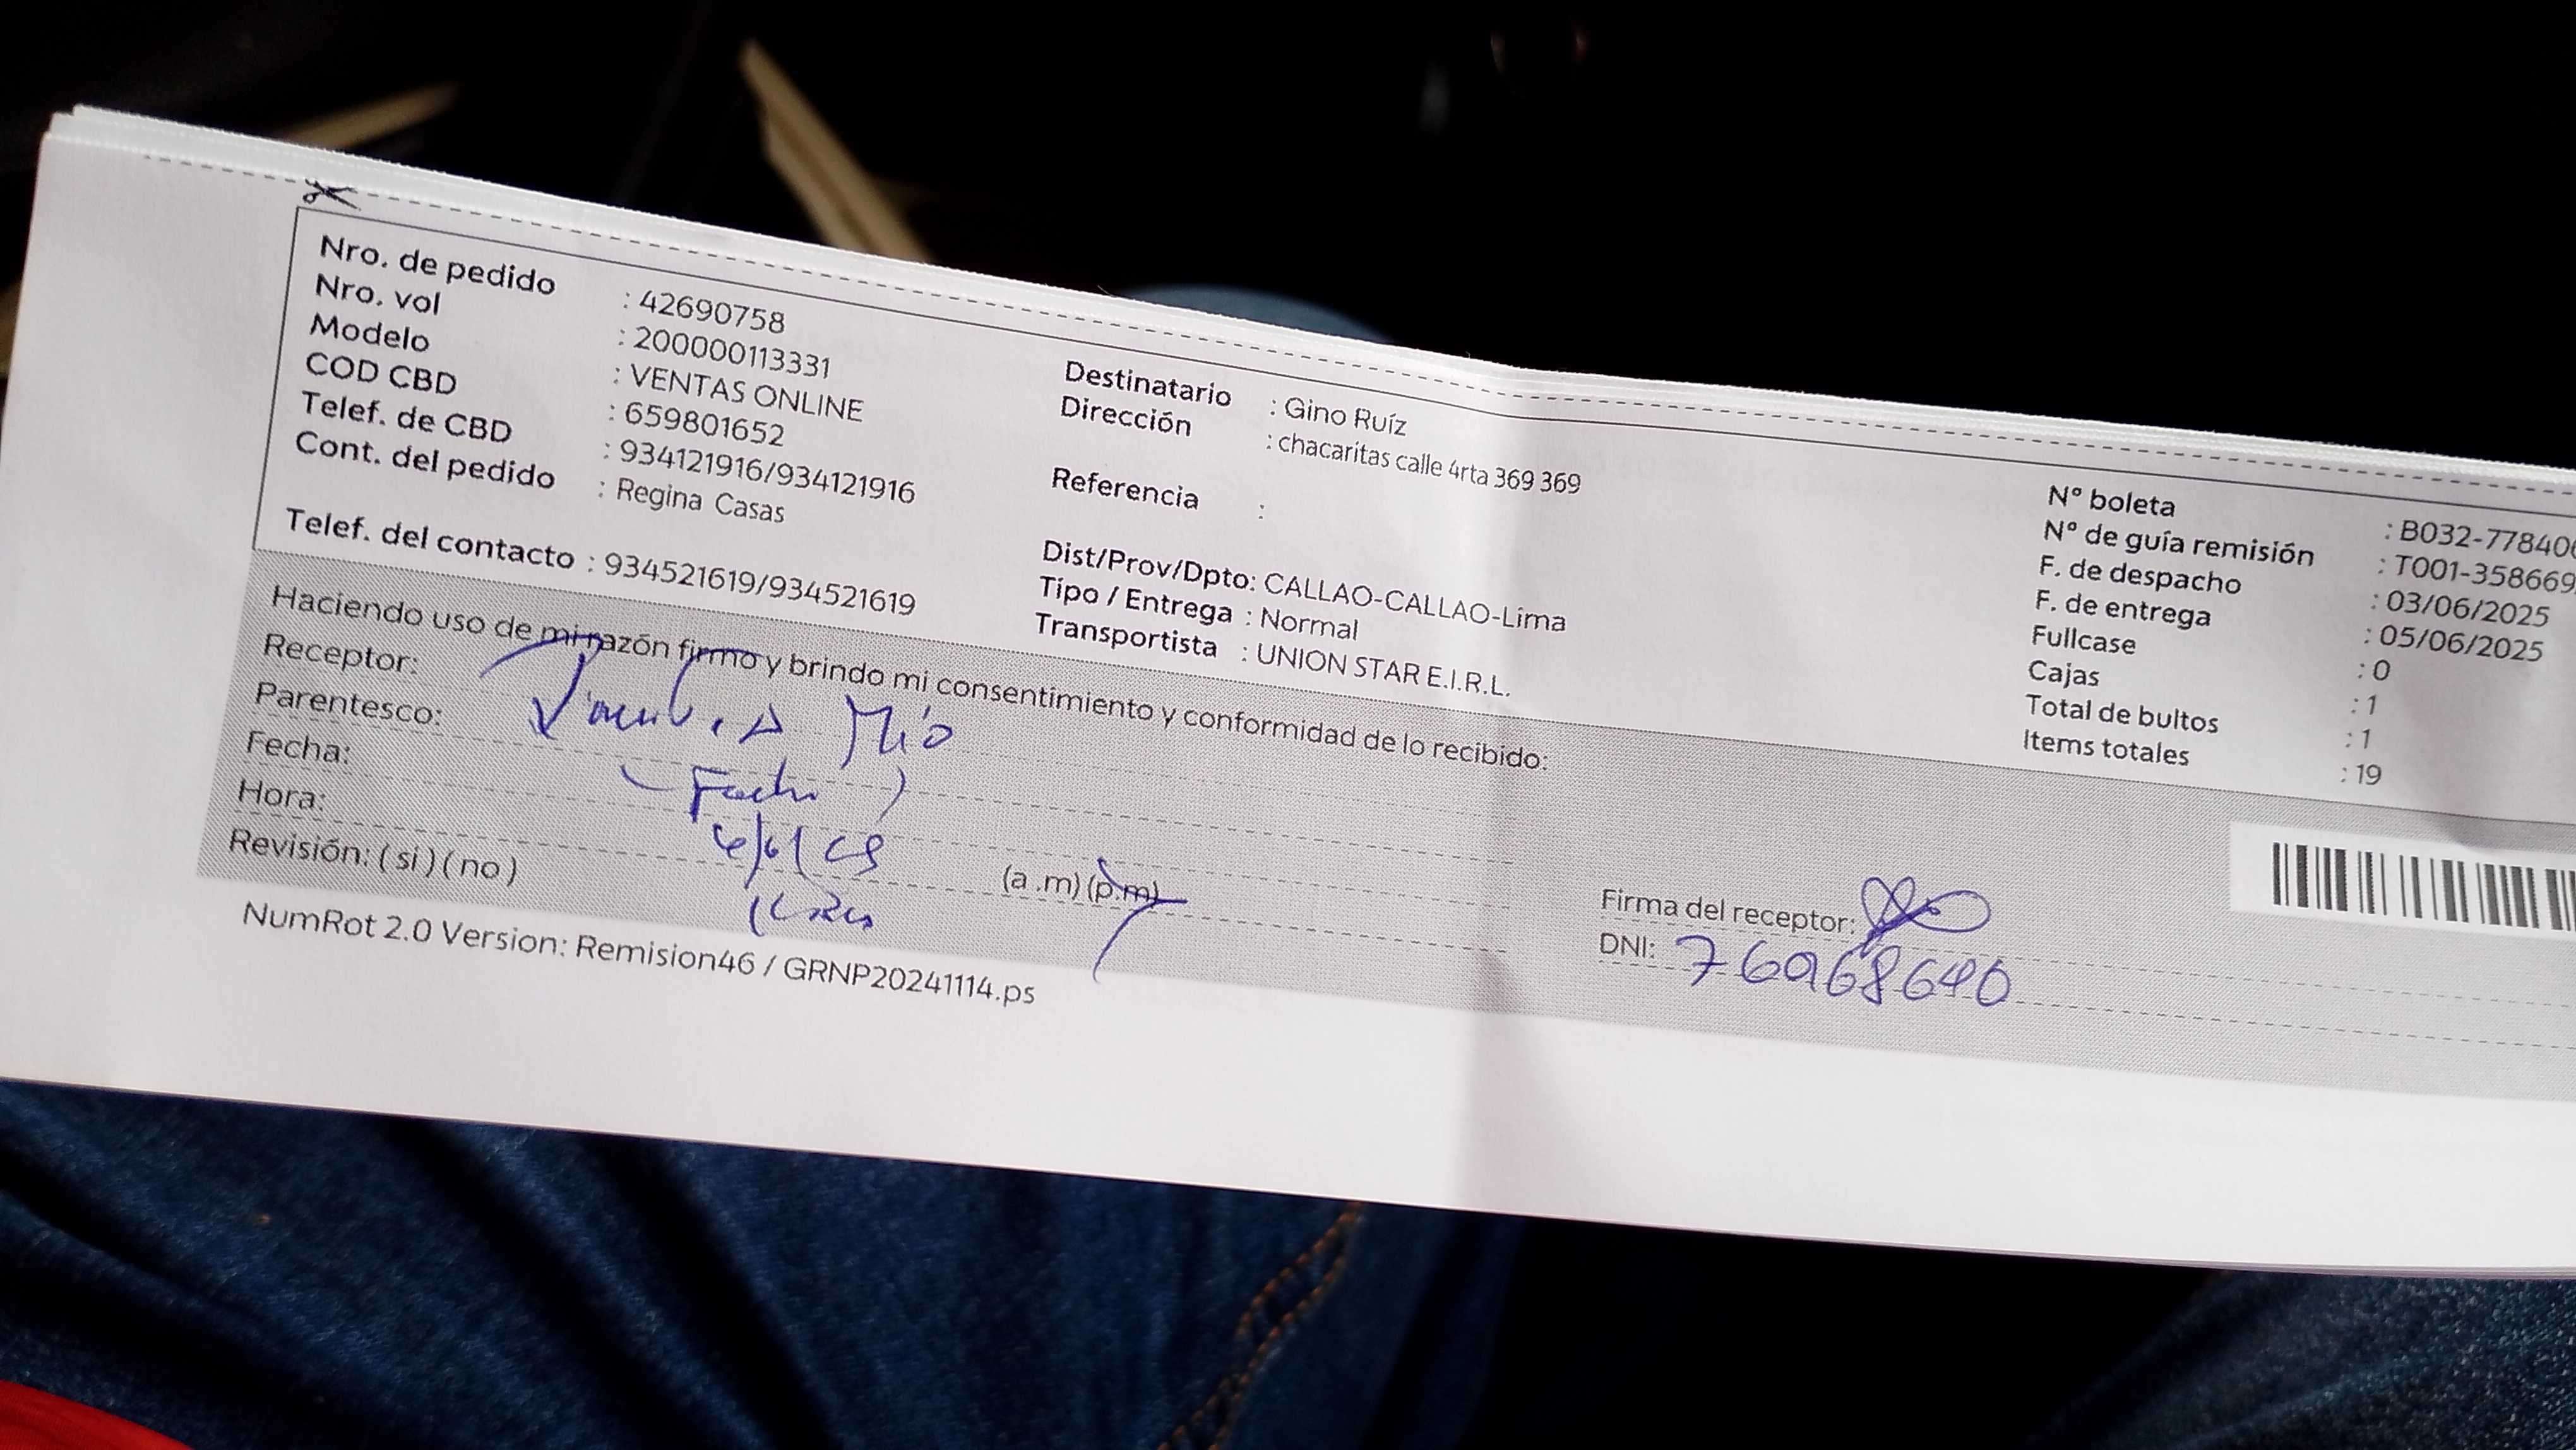 Nro. de pedido : 42690758
Nro. vol : 200000113331
Modelo : VENTAS ONLINE
COD CBD : 659801652
Telef. de CBD : 934121916/934121916
Cont. del pedido : Regina Casas
Telef. del contacto : 934521619/934521619
Destinatario : Gino Ruíz
Dirección : chacaritas calle 4rta 369 369
Referencia :
Dist/Prov/Dpto: CALLAO-CALLAO-Lima
Tipo / Entrega : Normal
Transportista : UNION STAR E.I.R.L.
N° boleta : B032-77840
N° de guía remisión : T001-358669
F. de despacho : 03/06/2025
F. de entrega : 05/06/2025
Fullcase : 0
Cajas : 1
Total de bultos : 1
Items totales : 19
Haciendo uso de mi razón firmo y brindo mi consentimiento y conformidad de lo recibido:
Receptor:
Parentesco:
Fecha:
Hora: (a .m) (p.m)
Revisión: ( si ) ( no )
Firma del receptor:
DNI: 76968640
NumRot 2.0 Version: Remision46 / GRNP20241114.ps